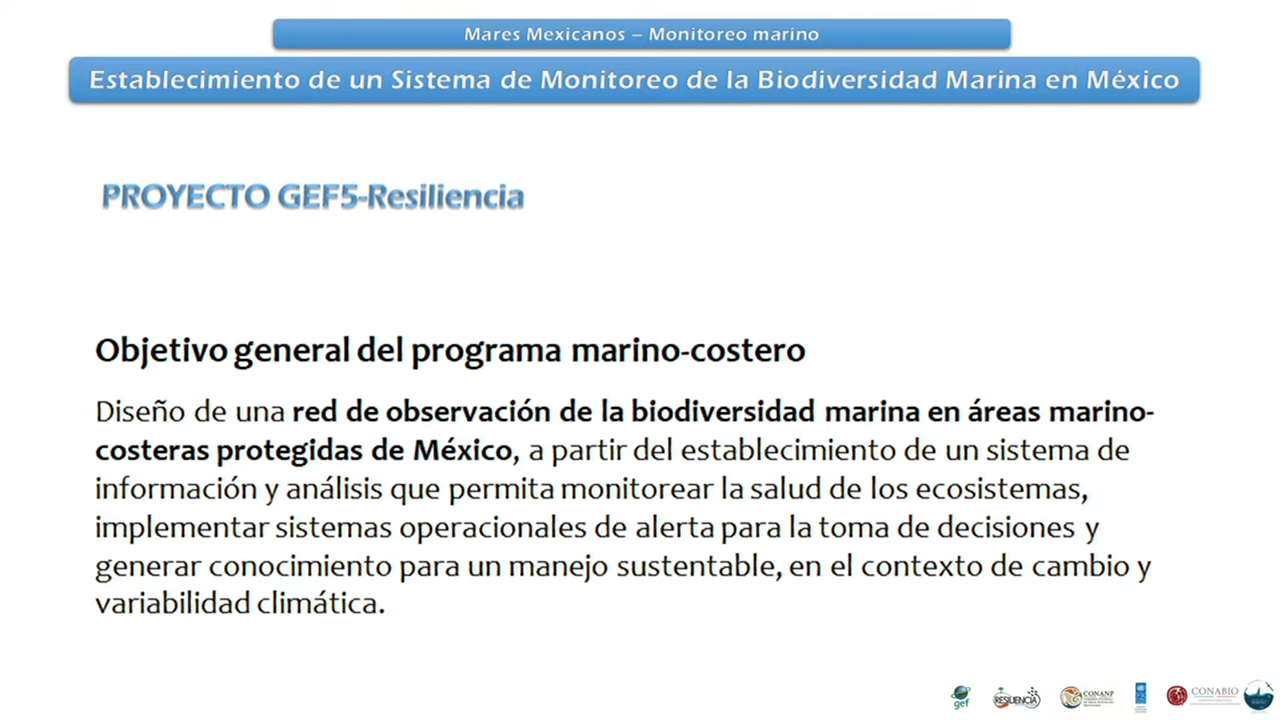 Mares Mexicanos – Monitoreo marino
Establecimiento de un Sistema de Monitoreo de la Biodiversidad Marina en México
PROYECTO GEF5-Resiliencia
Objetivo general del programa marino-costero
Diseño de una red de observación de la biodiversidad marina en áreas marino-
costeras protegidas de México, a partir del establecimiento de un sistema de
información y análisis que permita monitorear la salud de los ecosistemas,
implementar sistemas operacionales de alerta para la toma de decisiones y
generar conocimiento para un manejo sustentable, en el contexto de cambio y
variabilidad climática.
gef
RESILIENCIA
CONANP
CONABIO